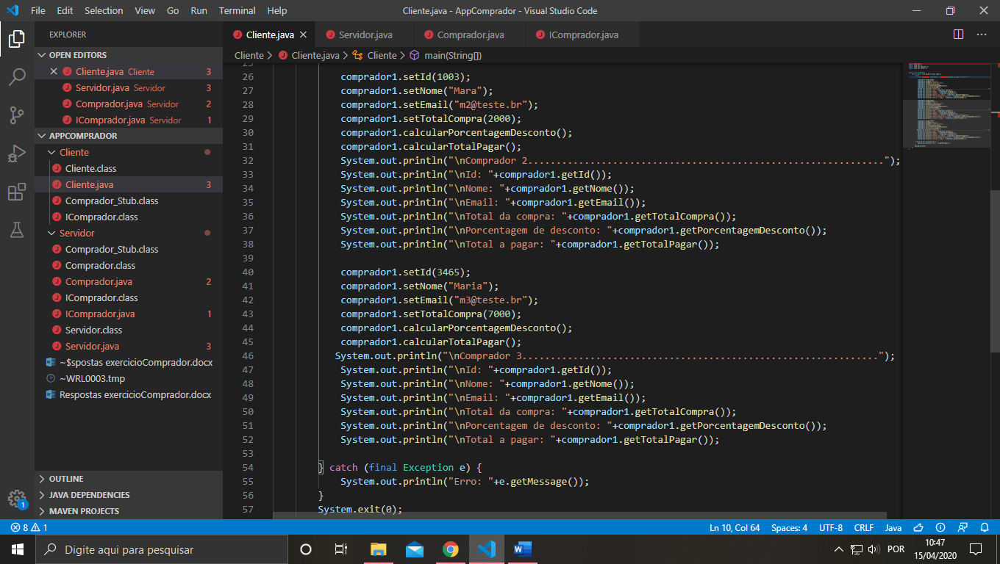 File Edit Selection View Go Run Terminal Help Cliente.java - AppComprador - Visual Studio Code
EXPLORER
OPEN EDITORS
Cliente.java Cliente 3
Servidor.java Servidor 3
Comprador.java Servidor 2
IComprador.java Servidor 1
APPCOMPRADOR
Cliente
Cliente.class
Cliente.java 3
Comprador_Stub.class
IComprador.class
Servidor
Comprador_Stub.class
Comprador.class
Comprador.java 2
IComprador.class
IComprador.java 1
Servidor.class
Servidor.java 3
~$spostas exercicioComprador.docx
~WRL0003.tmp
Respostas exercicioComprador.docx
OUTLINE
JAVA DEPENDENCIES
MAVEN PROJECTS
1
Cliente.java Servidor.java Comprador.java IComprador.java
Cliente > Cliente.java > Cliente > main(String[])
25
26 comprador1.setId(1003);
27 comprador1.setNome("Mara");
28 comprador1.setEmail("m2@teste.br");
29 comprador1.setTotalCompra(2000);
30 comprador1.calcularPorcentagemDesconto();
31 comprador1.calcularTotalPagar();
32 System.out.println("\nComprador 2...............................................................");
33 System.out.println("\nId: "+comprador1.getId());
34 System.out.println("\nNome: "+comprador1.getNome());
35 System.out.println("\nEmail: "+comprador1.getEmail());
36 System.out.println("\nTotal da compra: "+comprador1.getTotalCompra());
37 System.out.println("\nPorcentagem de desconto: "+comprador1.getPorcentagemDesconto());
38 System.out.println("\nTotal a pagar: "+comprador1.getTotalPagar());
39
40 comprador1.setId(3465);
41 comprador1.setNome("Maria");
42 comprador1.setEmail("m3@teste.br");
43 comprador1.setTotalCompra(7000);
44 comprador1.calcularPorcentagemDesconto();
45 comprador1.calcularTotalPagar();
46 System.out.println("\nComprador 3...............................................................");
47 System.out.println("\nId: "+comprador1.getId());
48 System.out.println("\nNome: "+comprador1.getNome());
49 System.out.println("\nEmail: "+comprador1.getEmail());
50 System.out.println("\nTotal da compra: "+comprador1.getTotalCompra());
51 System.out.println("\nPorcentagem de desconto: "+comprador1.getPorcentagemDesconto());
52 System.out.println("\nTotal a pagar: "+comprador1.getTotalPagar());
53
54 } catch (final Exception e) {
55 System.out.println("Erro: "+e.getMessage());
56 }
57 System.exit(0);
8 1 Ln 10, Col 64 Spaces: 4 UTF-8 CRLF Java
Digite aqui para pesquisar POR 10:47
15/04/2020